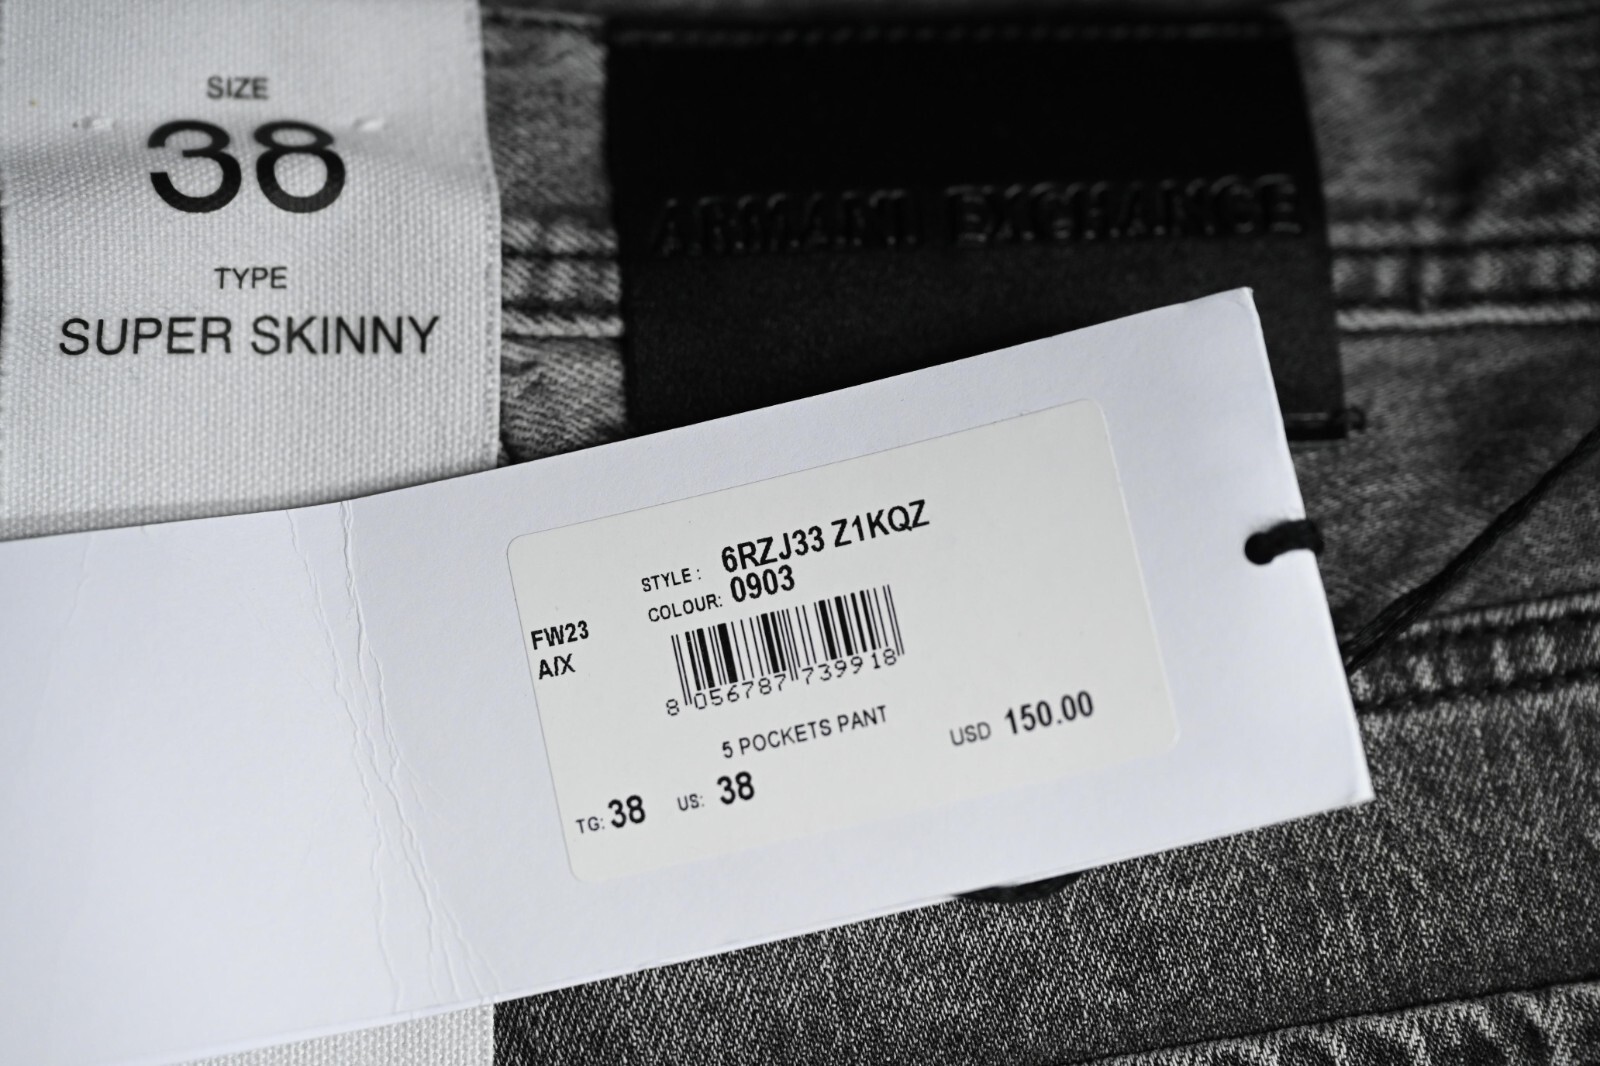 SIZE
38
TYPE
SUPER SKINNY
ARMANI EXCHANGE
STYLE: 6RZJ33 Z1KQZ
COLOUR: 0903
FW23
A/X
8 056787 739918
5 POCKETS PANT
USD 150.00
TG: 38 US: 38